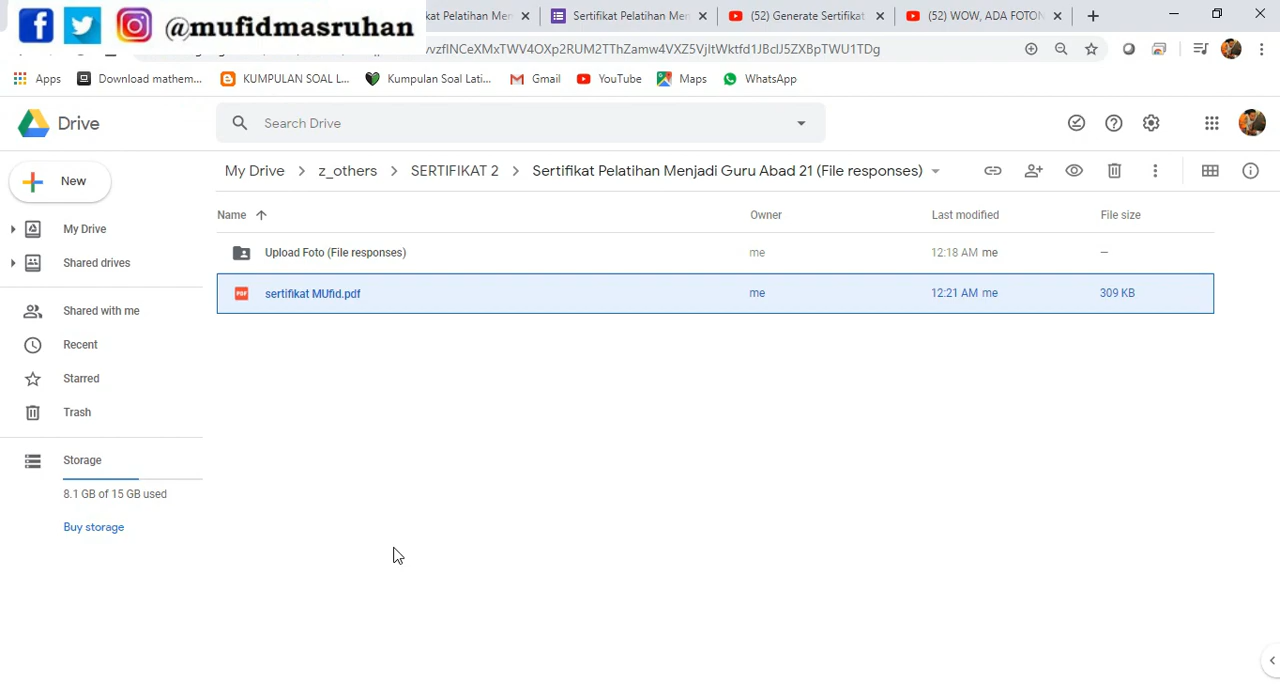 @mufidmasruhan
kat Pelatihan Mer
Sertifikat Pelatihan Mer
(52) Generate Sertifikat
(52) WOW, ADA FOTON
Apps
Download mathem...
KUMPULAN SOAL L...
Kumpulan Soal Lati...
Gmail
YouTube
Maps
WhatsApp
Drive
Search Drive
New
My Drive
z_others
SERTIFIKAT 2
Sertifikat Pelatihan Menjadi Guru Abad 21 (File responses)
Name
Owner
Last modified
File size
My Drive
Shared drives
Shared with me
Recent
Starred
Trash
Storage
8.1 GB of 15 GB used
Buy storage
Upload Foto (File responses)
me
12:18 AM me
—
PDF
sertifikat MUfid.pdf
me
12:21 AM me
309 KB